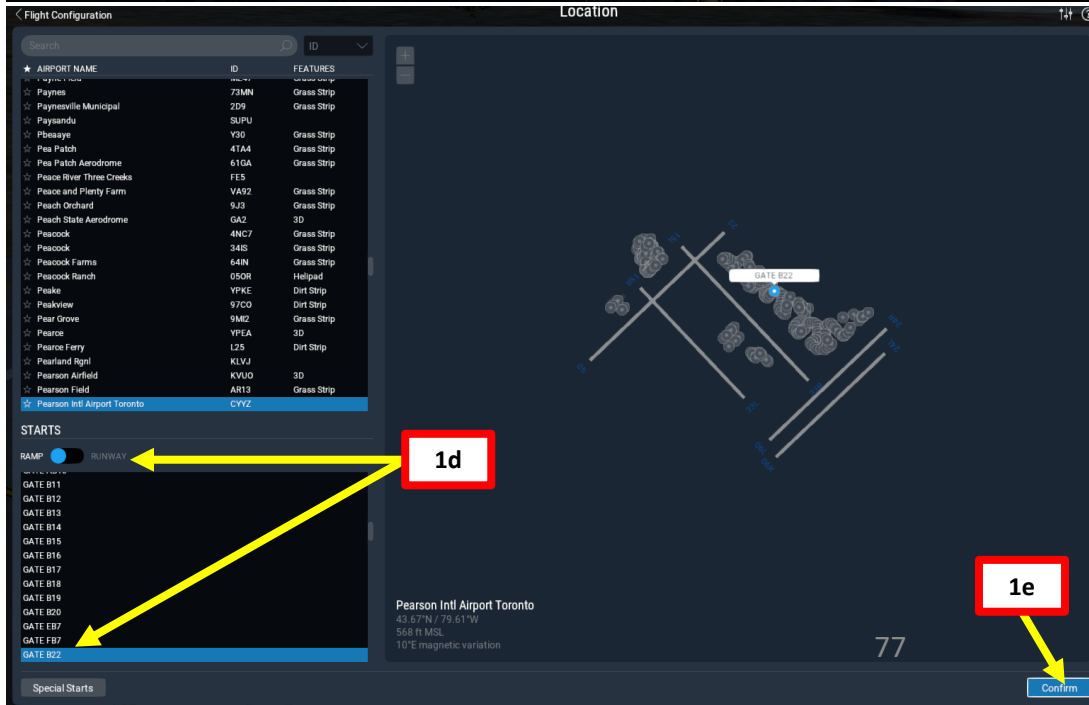 Flight Configuration
Location
Search
ID
★ AIRPORT NAME ID FEATURES
Paynes 73MN Grass Strip
Paynesville Municipal 2D9 Grass Strip
Paysandu SUPU
Pbeaaye Y30 Grass Strip
Pea Patch 4TA4 Grass Strip
Pea Patch Aerodrome 61GA Grass Strip
Peace River Three Creeks FE5
Peace and Plenty Farm VA92 Grass Strip
Peach Orchard 9J3 Grass Strip
Peach State Aerodrome GA2 3D
Peacock 4NC7 Grass Strip
Peacock 34IS Grass Strip
Peacock Farms 64IN Grass Strip
Peacock Ranch 05OR Helipad
Peake YPKE Dirt Strip
Peakview 97CO Dirt Strip
Pear Grove 9MI2 Grass Strip
Pearce YPEA 3D
Pearce Ferry L25 Dirt Strip
Pearland Rgnl KLVJ
Pearson Airfield KVUO 3D
Pearson Field AR13 Grass Strip
Pearson Intl Airport Toronto CYYZ
STARTS
RAMP RUNWAY
GATE B11
GATE B12
GATE B13
GATE B14
GATE B15
GATE B16
GATE B17
GATE B18
GATE B19
GATE B20
GATE EB7
GATE FB7
GATE B22
Special Starts
GATE B22
1d
1e
Pearson Intl Airport Toronto
43.67°N / 79.61°W
568 ft MSL
10°E magnetic variation
77
Confirm